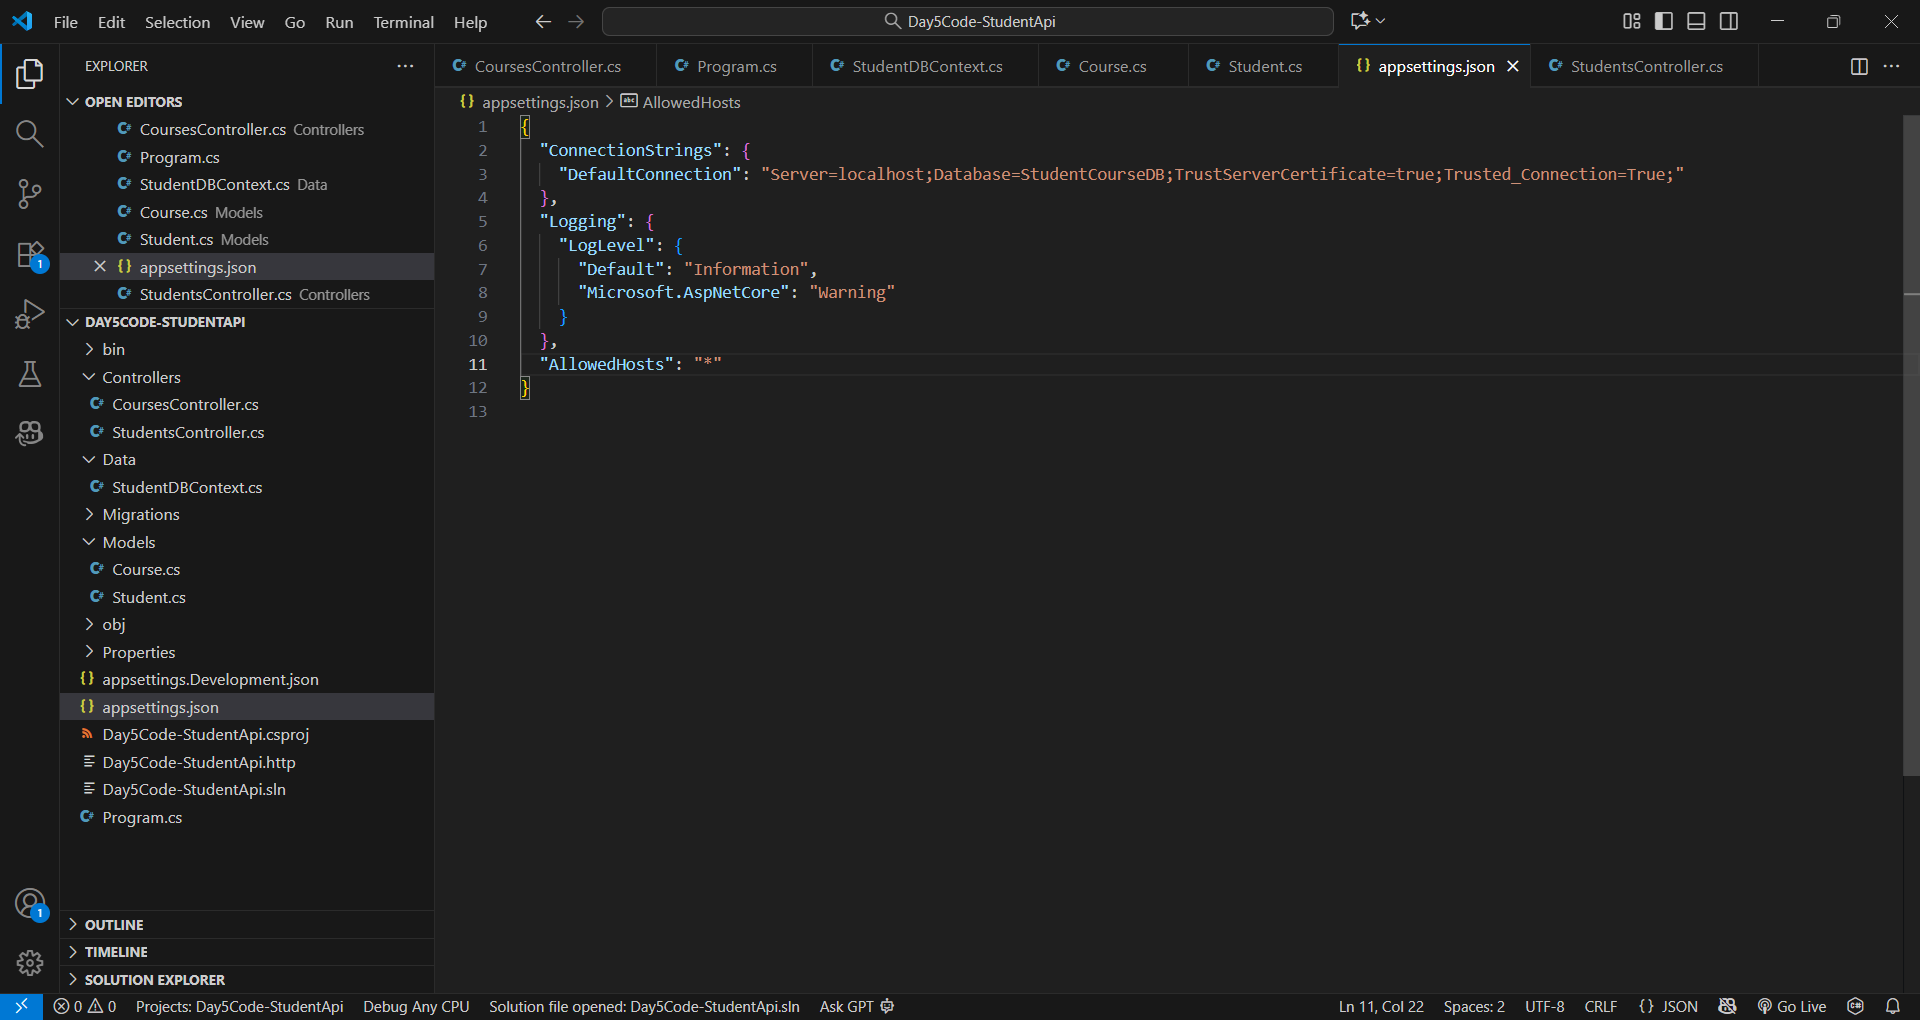 File Edit Selection View Go Run Terminal Help
Day5Code-StudentApi
EXPLORER
OPEN EDITORS
CoursesController.cs Controllers
Program.cs
StudentDBContext.cs Data
Course.cs Models
Student.cs Models
appsettings.json
StudentsController.cs Controllers
DAY5CODE-STUDENTAPI
bin
Controllers
CoursesController.cs
StudentsController.cs
Data
StudentDBContext.cs
Migrations
Models
Course.cs
Student.cs
obj
Properties
appsettings.Development.json
appsettings.json
Day5Code-StudentApi.csproj
Day5Code-StudentApi.http
Day5Code-StudentApi.sln
Program.cs
OUTLINE
TIMELINE
SOLUTION EXPLORER
1
1
CoursesController.cs Program.cs StudentDBContext.cs Course.cs Student.cs appsettings.json StudentsController.cs
appsettings.json > AllowedHosts
1 {
2 "ConnectionStrings": {
3 "DefaultConnection": "Server=localhost;Database=StudentCourseDB;TrustServerCertificate=true;Trusted_Connection=True;"
4 },
5 "Logging": {
6 "LogLevel": {
7 "Default": "Information",
8 "Microsoft.AspNetCore": "Warning"
9 }
10 },
11 "AllowedHosts": "*"
12 }
13
0 0 Projects: Day5Code-StudentApi Debug Any CPU Solution file opened: Day5Code-StudentApi.sln Ask GPT Ln 11, Col 22 Spaces: 2 UTF-8 CRLF {} JSON Go Live